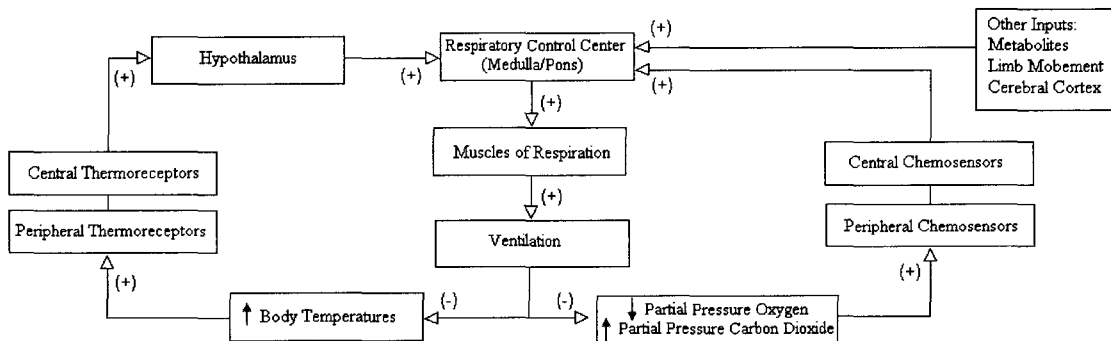 Hypothalamus
Respiratory Control Center
(Medulla/Pons)
Other Inputs:
Metabolites
Limb Mobement
Cerebral Cortex
(+)
(+)
(+)
(+)
(+)
Muscles of Respiration
(+)
Central Thermoreceptors
Peripheral Thermoreceptors
Central Chemosensors
Peripheral Chemosensors
Ventilation
(+)
(-)
(-)
(+)
↑ Body Temperatures
↓ Partial Pressure Oxygen
↑ Partial Pressure Carbon Dioxide